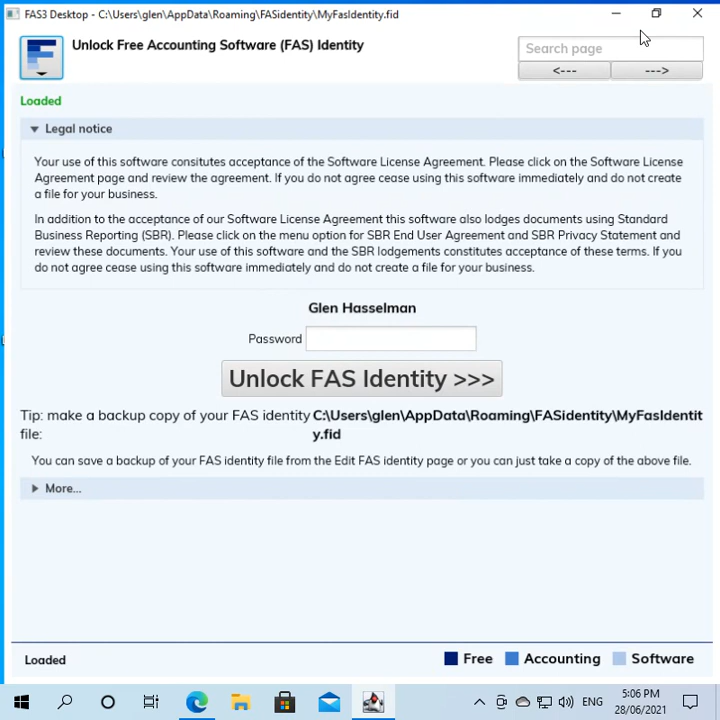 FAS3 Desktop - C:\Users\glen\AppData\Roaming\FASidentity\MyFasIdentity.fid
Unlock Free Accounting Software (FAS) Identity
Search page
<---
--->
Loaded
Legal notice
Your use of this software consitutes acceptance of the Software License Agreement. Please click on the Software License
Agreement page and review the agreement. If you do not agree cease using this software immediately and do not create
a file for your business.
In addition to the acceptance of our Software License Agreement this software also lodges documents using Standard
Business Reporting (SBR). Please click on the menu option for SBR End User Agreement and SBR Privacy Statement and
review these documents. Your use of this software and the SBR lodgements constitutes acceptance of these terms. If you
do not agree cease using this software immediately and do not create a file for your business.
Glen Hasselman
Password
Unlock FAS Identity >>>
Tip: make a backup copy of your FAS identity C:\Users\glen\AppData\Roaming\FASidentity\MyFasIdentit
file: y.fid
You can save a backup of your FAS identity file from the Edit FAS identity page or you can just take a copy of the above file.
More...
Loaded
Free Accounting Software
ENG
5:06 PM
28/06/2021